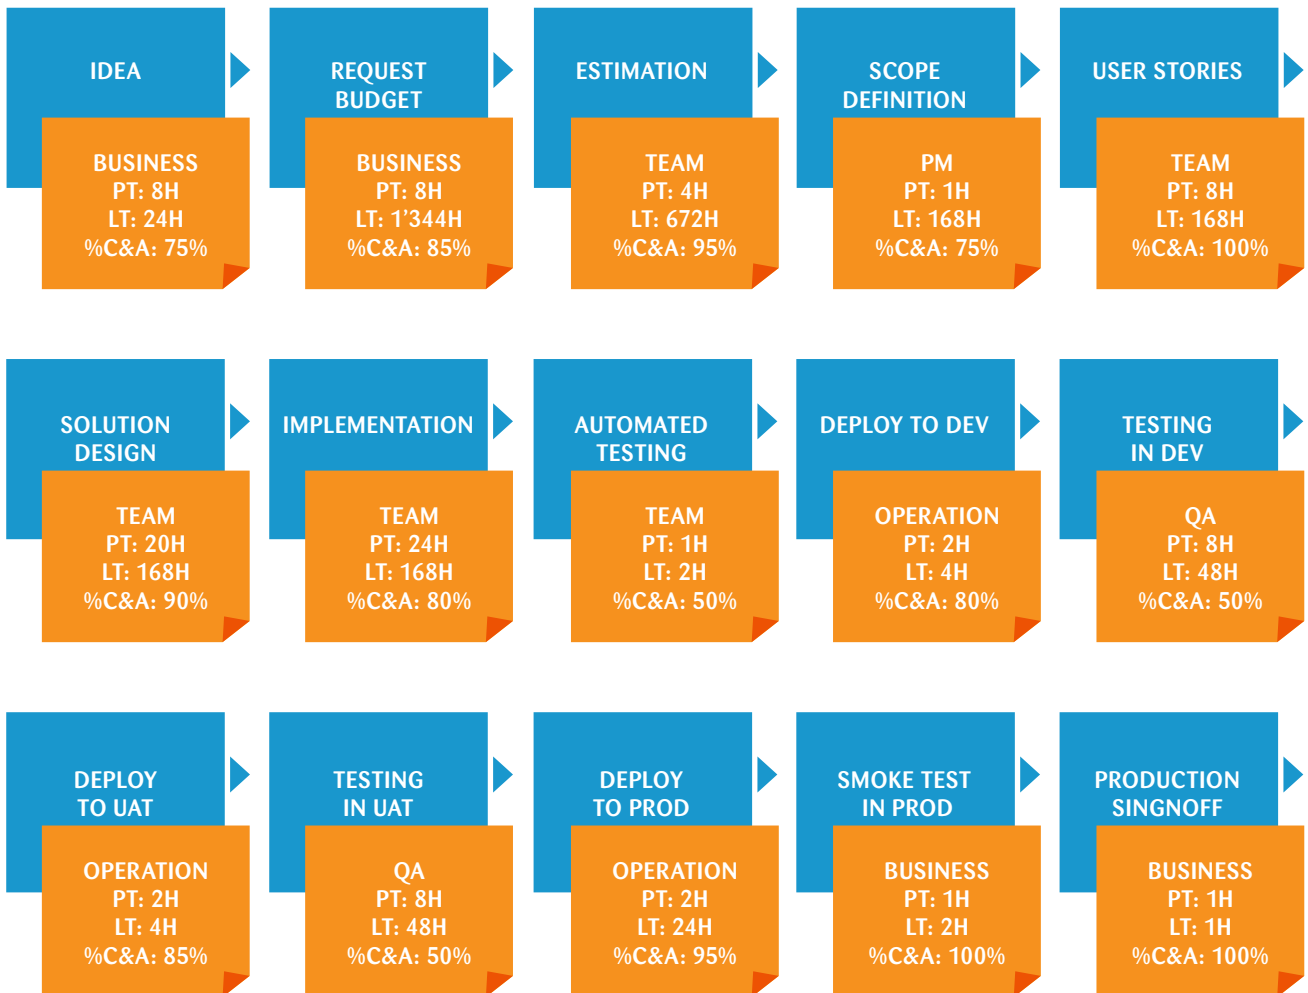 IDEA
BUSINESS
PT: 8H
LT: 24H
%C&A: 75%
REQUEST
BUDGET
BUSINESS
PT: 8H
LT: 1’344H
%C&A: 85%
ESTIMATION
TEAM
PT: 4H
LT: 672H
%C&A: 95%
SCOPE
DEFINITION
PM
PT: 1H
LT: 168H
%C&A: 75%
USER STORIES
TEAM
PT: 8H
LT: 168H
%C&A: 100%
SOLUTION
DESIGN
TEAM
PT: 20H
LT: 168H
%C&A: 90%
IMPLEMENTATION
TEAM
PT: 24H
LT: 168H
%C&A: 80%
AUTOMATED
TESTING
TEAM
PT: 1H
LT: 2H
%C&A: 50%
DEPLOY TO DEV
OPERATION
PT: 2H
LT: 4H
%C&A: 80%
TESTING
IN DEV
QA
PT: 8H
LT: 48H
%C&A: 50%
DEPLOY
TO UAT
OPERATION
PT: 2H
LT: 4H
%C&A: 85%
TESTING
IN UAT
QA
PT: 8H
LT: 48H
%C&A: 50%
DEPLOY
TO PROD
OPERATION
PT: 2H
LT: 24H
%C&A: 95%
SMOKE TEST
IN PROD
BUSINESS
PT: 1H
LT: 2H
%C&A: 100%
PRODUCTION
SINGNOFF
BUSINESS
PT: 1H
LT: 1H
%C&A: 100%